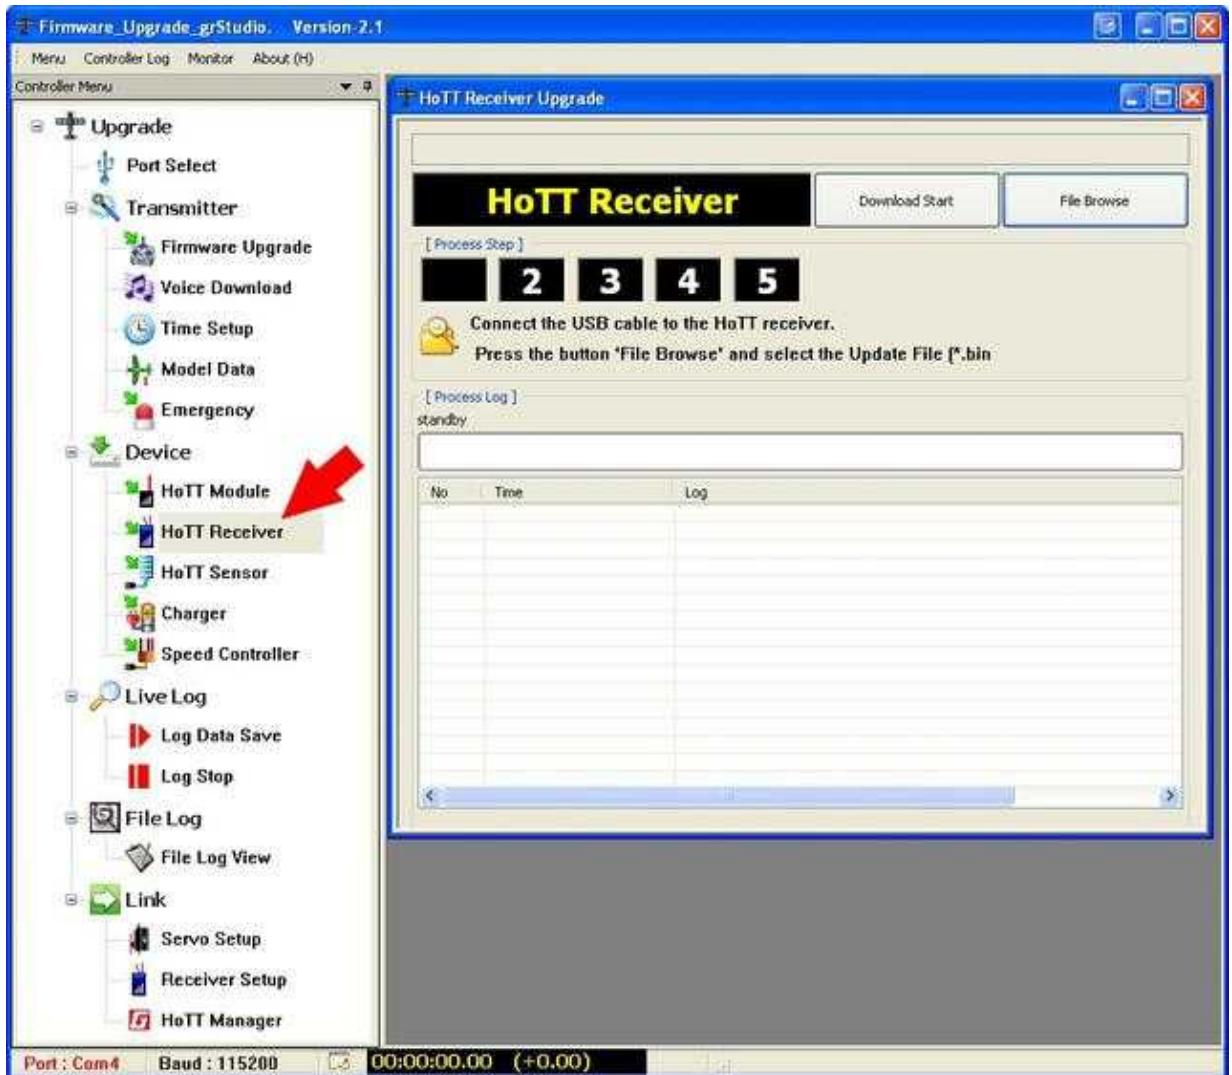 Firmware_Upgrade_grStudio. Version-2.1
Menu Controller Log Monitor About (H)
Controller Menu
Upgrade
Port Select
Transmitter
Firmware Upgrade
Voice Download
Time Setup
Model Data
Emergency
Device
HoTT Module
HoTT Receiver
HoTT Sensor
Charger
Speed Controller
Live Log
Log Data Save
Log Stop
File Log
File Log View
Link
Servo Setup
Receiver Setup
HoTT Manager
HoTT Receiver Upgrade
HoTT Receiver Download Start File Browse
[ Process Step ]
2 3 4 5
Connect the USB cable to the HoTT receiver.
Press the button 'File Browse' and select the Update File (*.bin
[ Process Log ]
standby
No Time Log
Port : Com4 Baud : 115200 00:00:00.00 (+0.00)